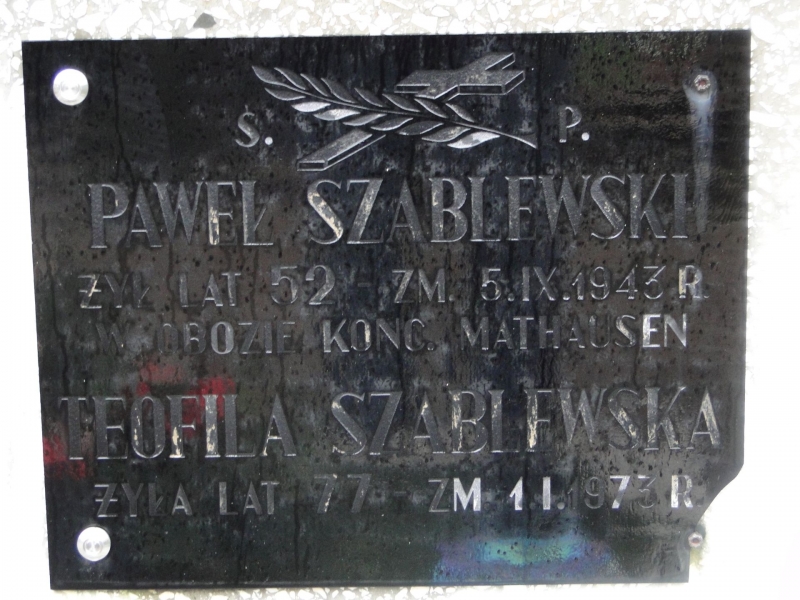 Ś. P.
PAWEŁ SZABLEWSKI
ŻYŁ LAT 52 - ZM. 5.IX.1943 R.
W OBOZIE KONC. MATHAUSEN
TEOFILA SZABLEWSKA
ŻYŁA LAT 77 - ZM 1.I.1973 R.